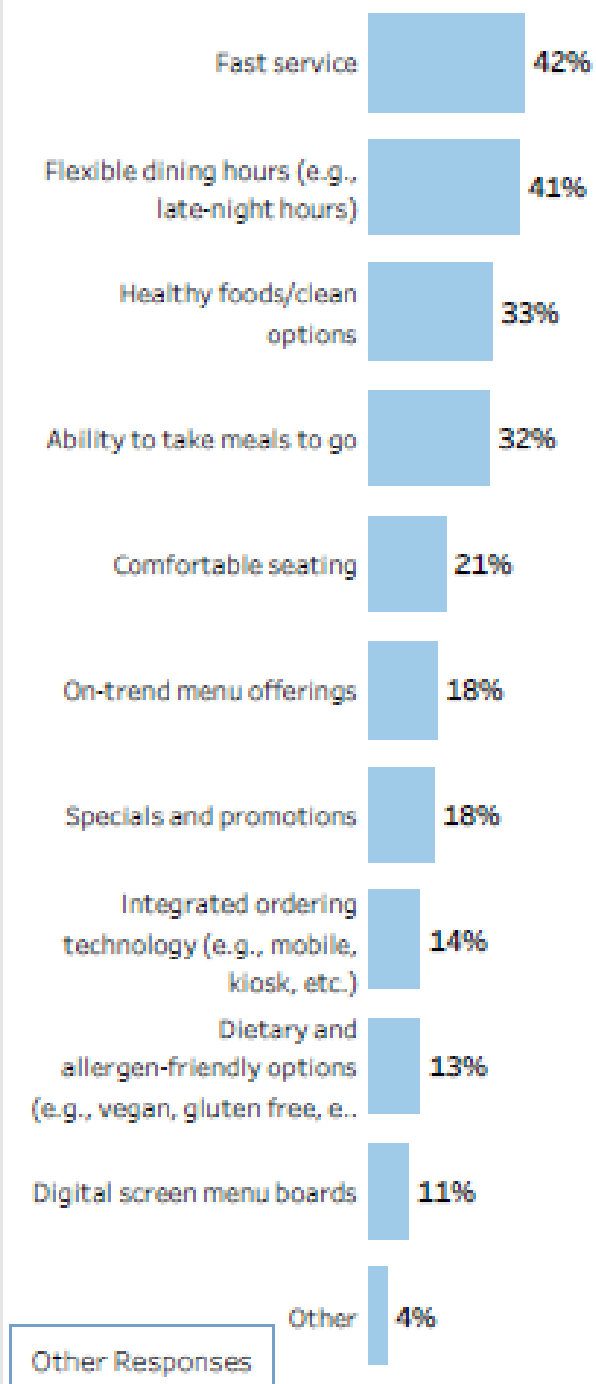 Fast service 42%
Flexible dining hours (e.g.,
late-night hours) 41%
Healthy foods/clean
options 33%
Ability to take meals to go 32%
Comfortable seating 21%
On-trend menu offerings 18%
Specials and promotions 18%
Integrated ordering
technology (e.g., mobile, 14%
kiosk, etc.)
Dietary and
allergen-friendly options 13%
(e.g., vegan, gluten free, e..
Digital screen menu boards 11%
Other 4%
Other Responses